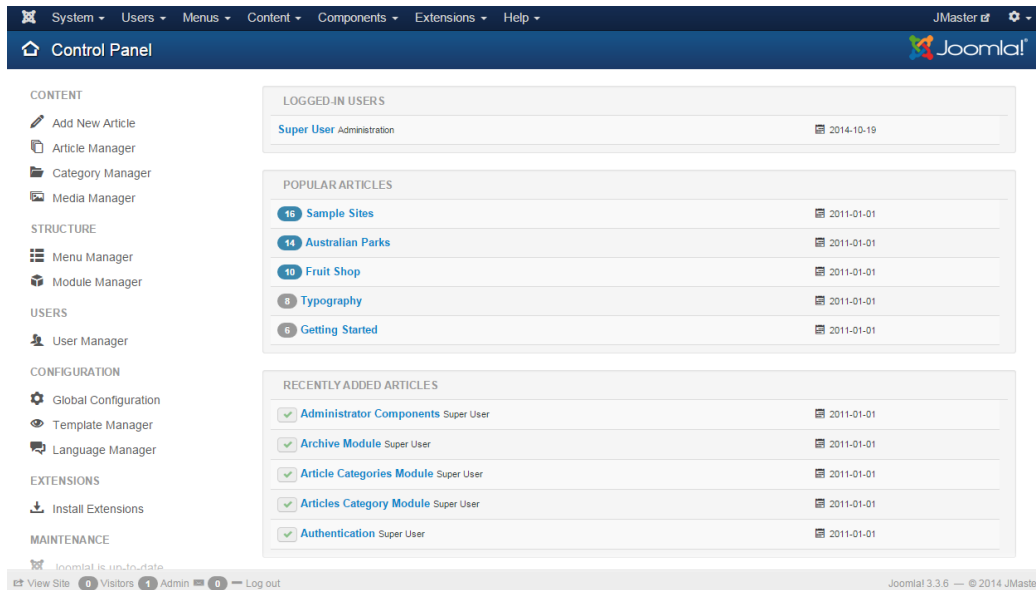 System Users Menus Content Components Extensions Help JMaster
Control Panel Joomla!
CONTENT
Add New Article
Article Manager
Category Manager
Media Manager
STRUCTURE
Menu Manager
Module Manager
USERS
User Manager
CONFIGURATION
Global Configuration
Template Manager
Language Manager
EXTENSIONS
Install Extensions
MAINTENANCE
Joomla! is up-to-date
LOGGED-IN USERS
Super User Administration 2014-10-19
POPULAR ARTICLES
16 Sample Sites 2011-01-01
14 Australian Parks 2011-01-01
10 Fruit Shop 2011-01-01
8 Typography 2011-01-01
6 Getting Started 2011-01-01
RECENTLY ADDED ARTICLES
Administrator Components Super User 2011-01-01
Archive Module Super User 2011-01-01
Article Categories Module Super User 2011-01-01
Articles Category Module Super User 2011-01-01
Authentication Super User 2011-01-01
View Site 0 Visitors 1 Admin 0 Log out Joomla! 3.3.6 — © 2014 JMaste